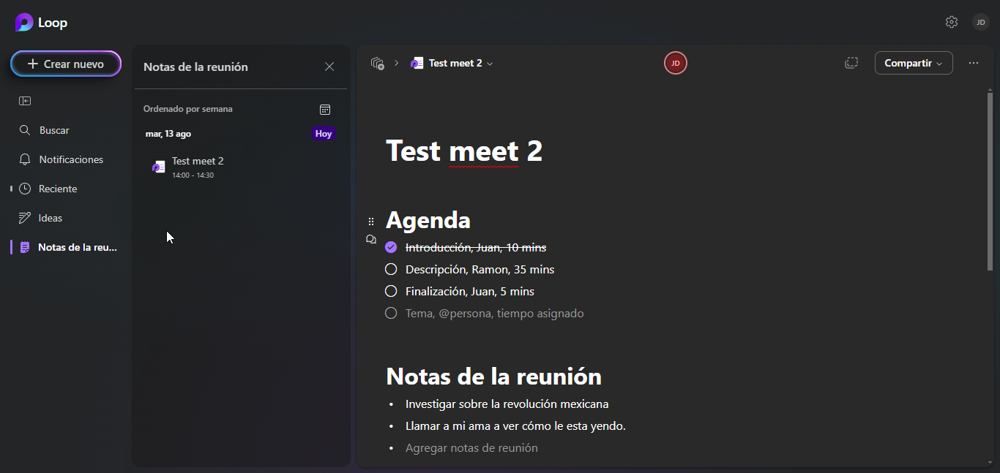 Loop
JD
Crear nuevo
Buscar
Notificaciones
Reciente
Ideas
Notas de la reu...
Notas de la reunión
Ordenado por semana
mar, 13 ago
Hoy
Test meet 2
14:00 - 14:30
Test meet 2
JD
Compartir
Test meet 2
Agenda
Introducción, Juan, 10 mins
Descripción, Ramon, 35 mins
Finalización, Juan, 5 mins
Tema, @persona, tiempo asignado
Notas de la reunión
• Investigar sobre la revolución mexicana
• Llamar a mi ama a ver cómo le esta yendo.
• Agregar notas de reunión